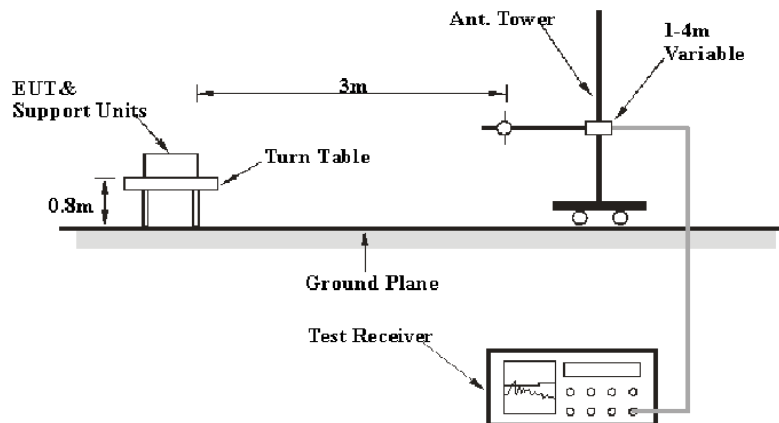 Ant. Tower
1-4m
Variable
3m
EUT &
Support Units
Turn Table
0.8m
Ground Plane
Test Receiver